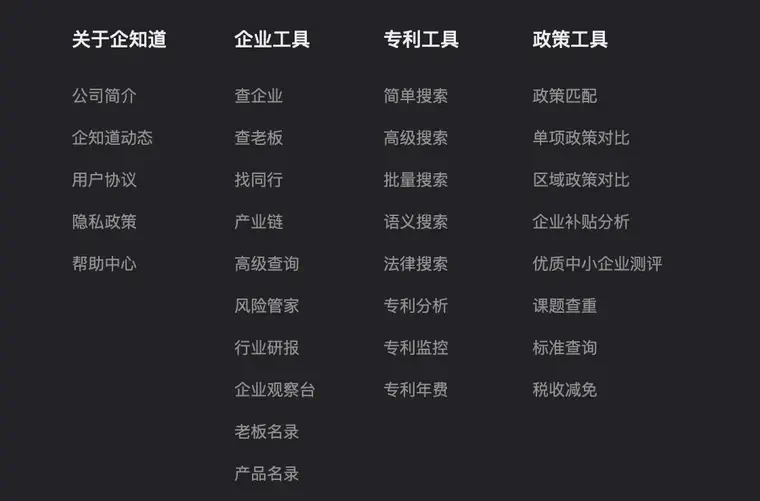 关于企知道
公司简介
企知道动态
用户协议
隐私政策
帮助中心
企业工具
查企业
查老板
找同行
产业链
高级查询
风险管家
行业研报
企业观察台
老板名录
产品名录
专利工具
简单搜索
高级搜索
批量搜索
语义搜索
法律搜索
专利分析
专利监控
专利年费
政策工具
政策匹配
单项政策对比
区域政策对比
企业补贴分析
优质中小企业测评
课题查重
标准查询
税收减免